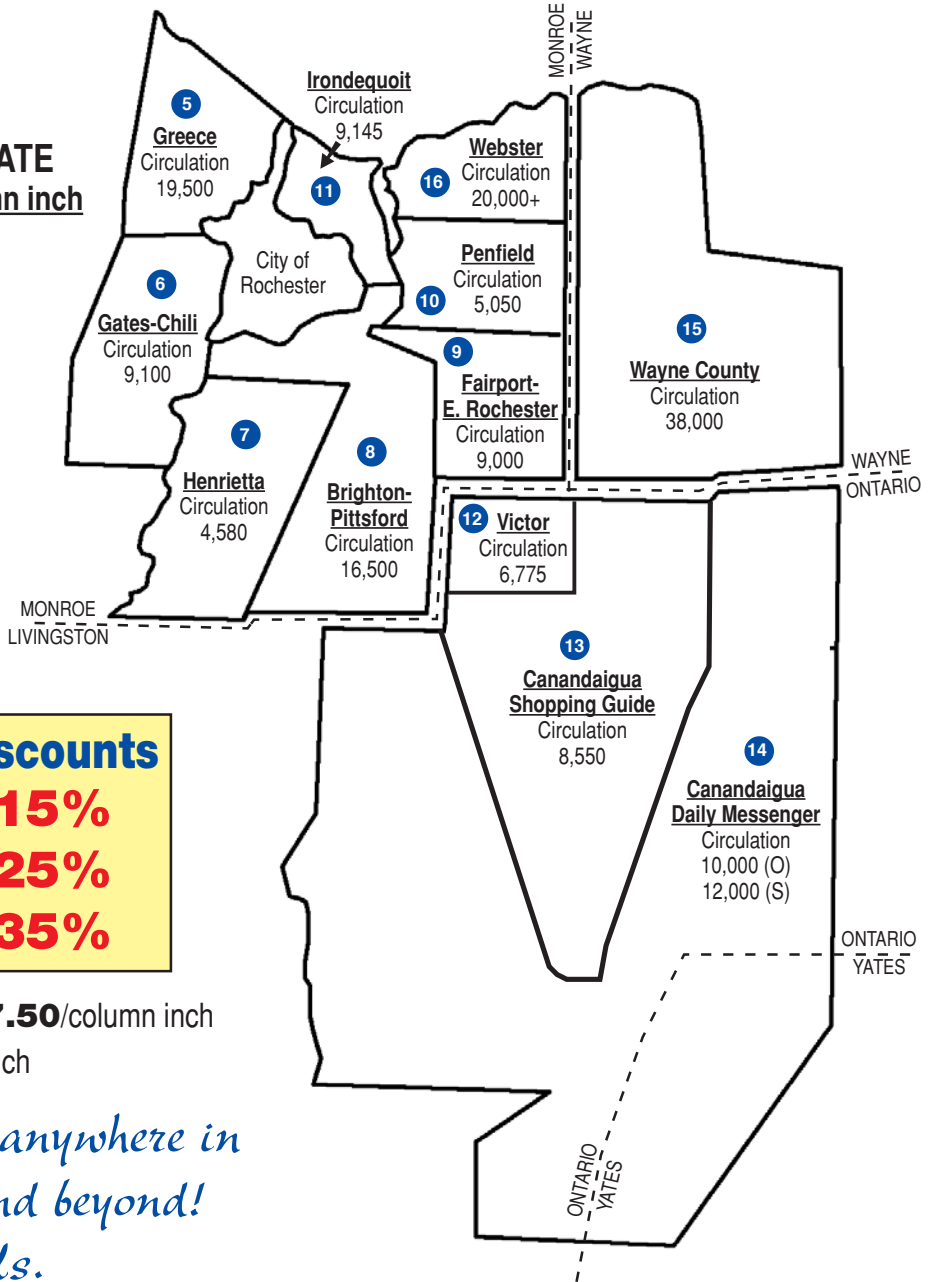 MONROE
WAYNE
5
Greece
Circulation
19,500
Irondequoit
Circulation
9,145
11
16
Webster
Circulation
20,000+
ATE
n inch
City of
Rochester
6
Gates-Chili
Circulation
9,100
10
Penfield
Circulation
5,050
15
Wayne County
Circulation
38,000
9
Fairport-
E. Rochester
Circulation
9,000
7
Henrietta
Circulation
4,580
8
Brighton-
Pittsford
Circulation
16,500
WAYNE
ONTARIO
12
Victor
Circulation
6,775
MONROE
LIVINGSTON
13
Canandaigua
Shopping Guide
Circulation
8,550
14
Canandaigua
Daily Messenger
Circulation
10,000 (O)
12,000 (S)
scounts
15%
25%
35%
ONTARIO
YATES
7.50/column inch
ch
anywhere in
nd beyond!
ls.
ONTARIO
YATES